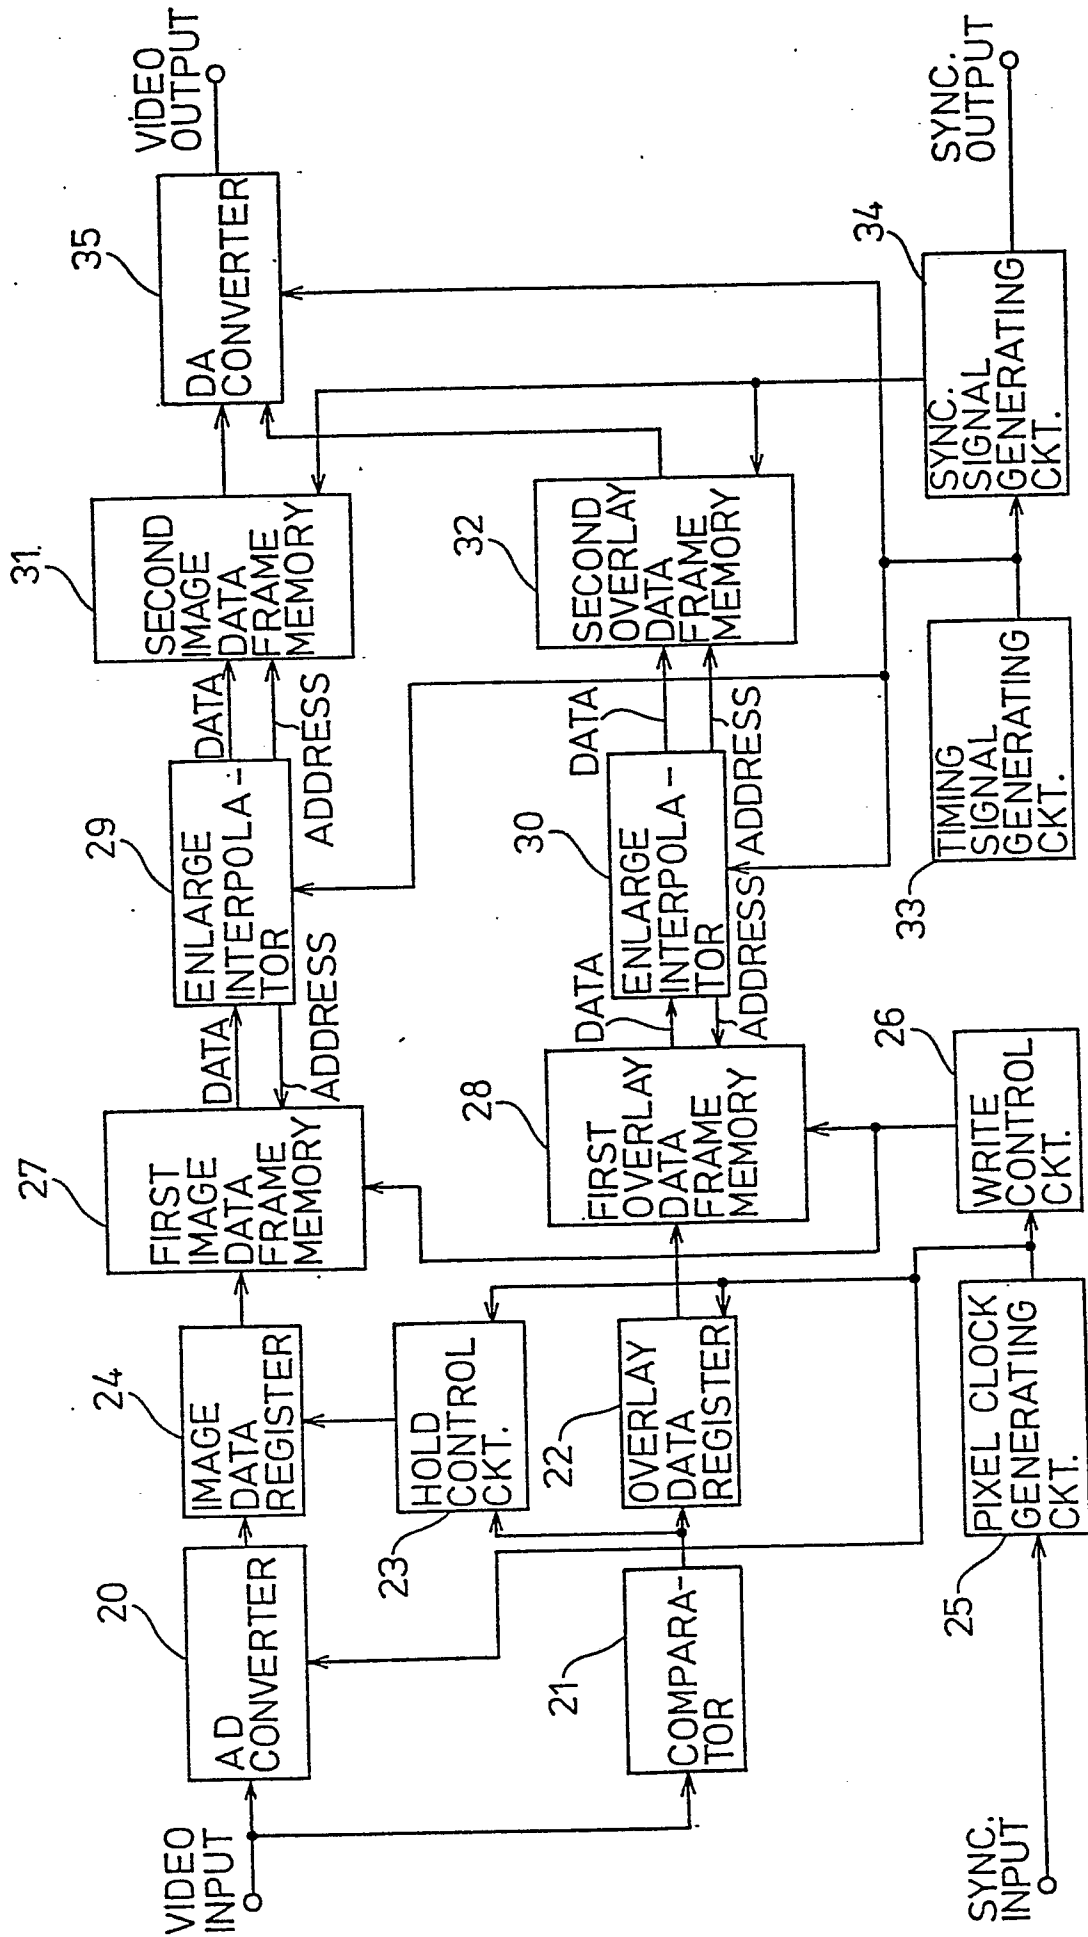 VIDEO
INPUT
20
AD
CONVERTER
24
IMAGE
DATA
REGISTER
27
FIRST
IMAGE
DATA
FRAME
MEMORY
DATA
ADDRESS
29
ENLARGE
INTERPOLA-
TOR
DATA
ADDRESS
31.
SECOND
IMAGE
DATA
FRAME
MEMORY
35
DA
CONVERTER
VIDEO
OUTPUT
21
COMPARA-
TOR
23
HOLD
CONTROL
CKT.
22
OVERLAY
DATA
REGISTER
28
FIRST
OVERLAY
DATA
FRAME
MEMORY
DATA
ADDRESS
30
ENLARGE
INTERPOLA-
TOR
DATA
ADDRESS
32
SECOND
OVERLAY
DATA
FRAME
MEMORY
SYNC.
INPUT
25
PIXEL CLOCK
GENERATING
CKT.
26
WRITE
CONTROL
CKT.
33
TIMING
SIGNAL
GENERATING
CKT.
34
SYNC.
SIGNAL
GENERATING
CKT.
SYNC.
OUTPUT